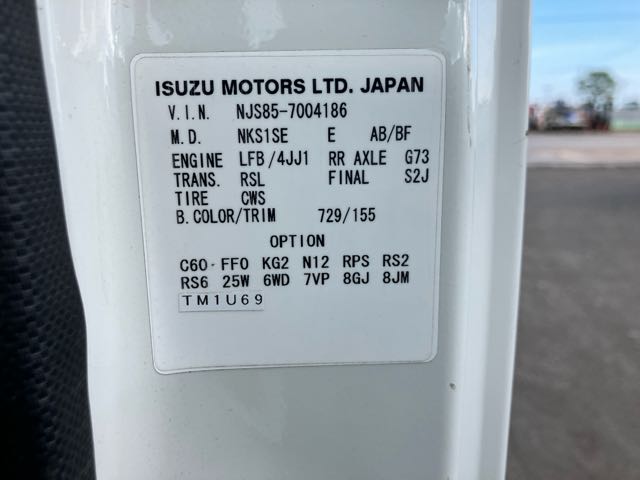 ISUZU MOTORS LTD. JAPAN
V.I.N. NJS85-7004186
M.D. NKS1SE E AB/BF
ENGINE LFB/4JJ1 RR AXLE G73
TRANS. RSL FINAL S2J
TIRE CWS
B.COLOR/TRIM 729/155
OPTION
C60-FF0 KG2 N12 RPS RS2
RS6 25W 6WD 7VP 8GJ 8JM
TM1U69